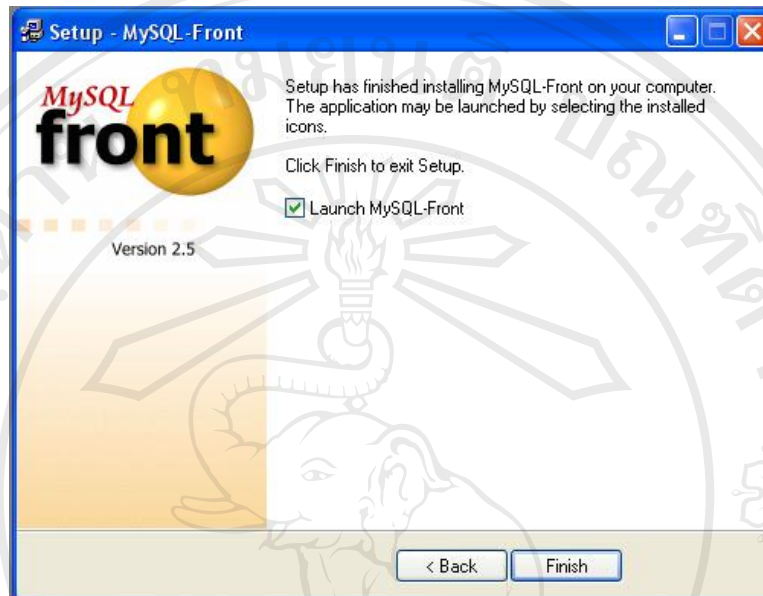 Setup - MySQL-Front
MySQL
front
Version 2.5
Setup has finished installing MySQL-Front on your computer.
The application may be launched by selecting the installed
icons.
Click Finish to exit Setup.
Launch MySQL-Front
< Back
Finish